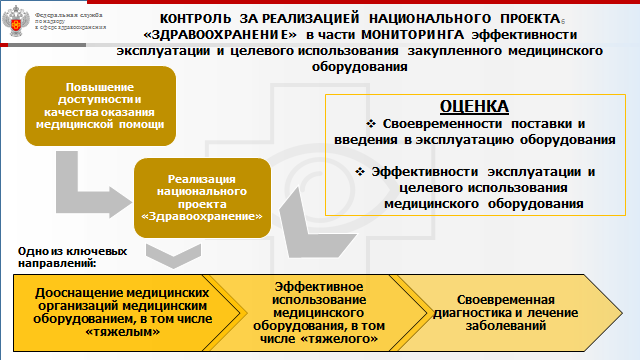 Федеральная служба
по надзору
в сфере здравоохранения
КОНТРОЛЬ ЗА РЕАЛИЗАЦИЕЙ НАЦИОНАЛЬНОГО ПРОЕКТА
6
«ЗДРАВООХРАНЕНИЕ» в части МОНИТОРИНГА эффективности
эксплуатации и целевого использования закупленного медицинского
оборудования
Повышение
доступности и
качества оказания
медицинской помощи
ОЦЕНКА
❖ Своевременности поставки и
введения в эксплуатацию оборудования
❖ Эффективности эксплуатации и
целевого использования
медицинского оборудования
Реализация
национального
проекта
«Здравоохранение»
Одно из ключевых
направлений:
Дооснащение медицинских
организаций медицинским
оборудованием, в том числе
«тяжелым»
Эффективное
использование
медицинского
оборудования, в том
числе «тяжелого»
Своевременная
диагностика и лечение
заболеваний